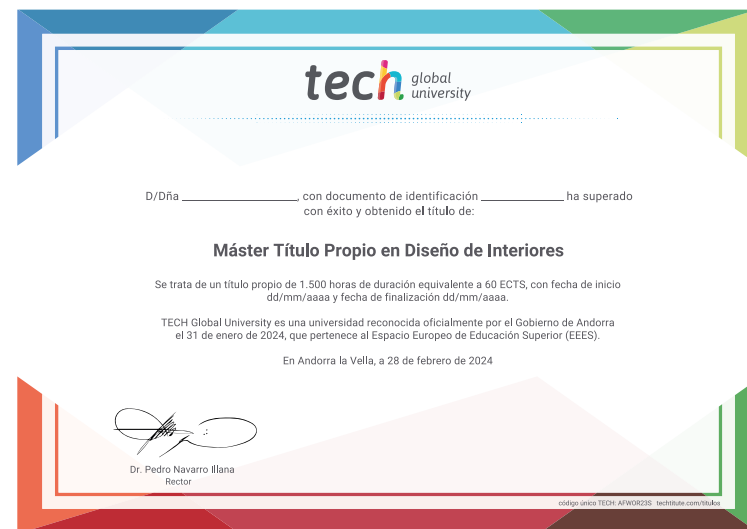 tech global university
D/Dña ____________, con documento de identificación ____________ ha superado
con éxito y obtenido el título de:
Máster Título Propio en Diseño de Interiores
Se trata de un título propio de 1.500 horas de duración equivalente a 60 ECTS, con fecha de inicio
dd/mm/aaaa y fecha de finalización dd/mm/aaaa.
TECH Global University es una universidad reconocida oficialmente por el Gobierno de Andorra
el 31 de enero de 2024, que pertenece al Espacio Europeo de Educación Superior (EEES).
En Andorra la Vella, a 28 de febrero de 2024
Dr. Pedro Navarro Illana
Rector
código único TECH: AFWOR23S techtitute.com/titulos